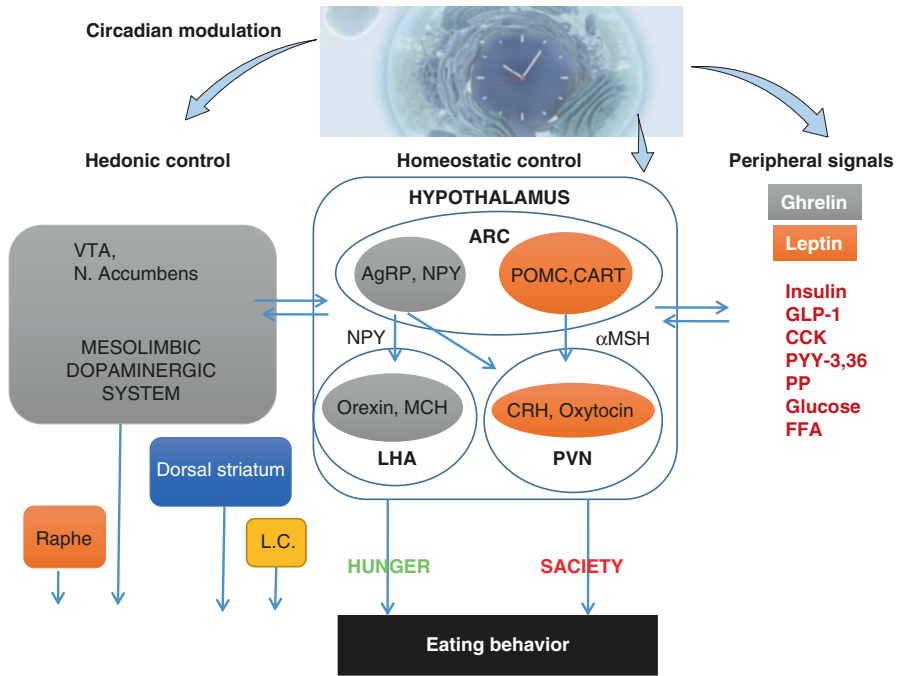 Circadian modulation
Hedonic control
Homeostatic control
Peripheral signals
HYPOTHALAMUS
ARC
AgRP, NPY
POMC,CART
NPY
αMSH
Orexin, MCH
CRH, Oxytocin
LHA
PVN
VTA,
N. Accumbens
MESOLIMBIC
DOPAMINERGIC
SYSTEM
Ghrelin
Leptin
Insulin
GLP-1
CCK
PYY-3,36
PP
Glucose
FFA
Dorsal striatum
Raphe
L.C.
HUNGER
SACIETY
Eating behavior